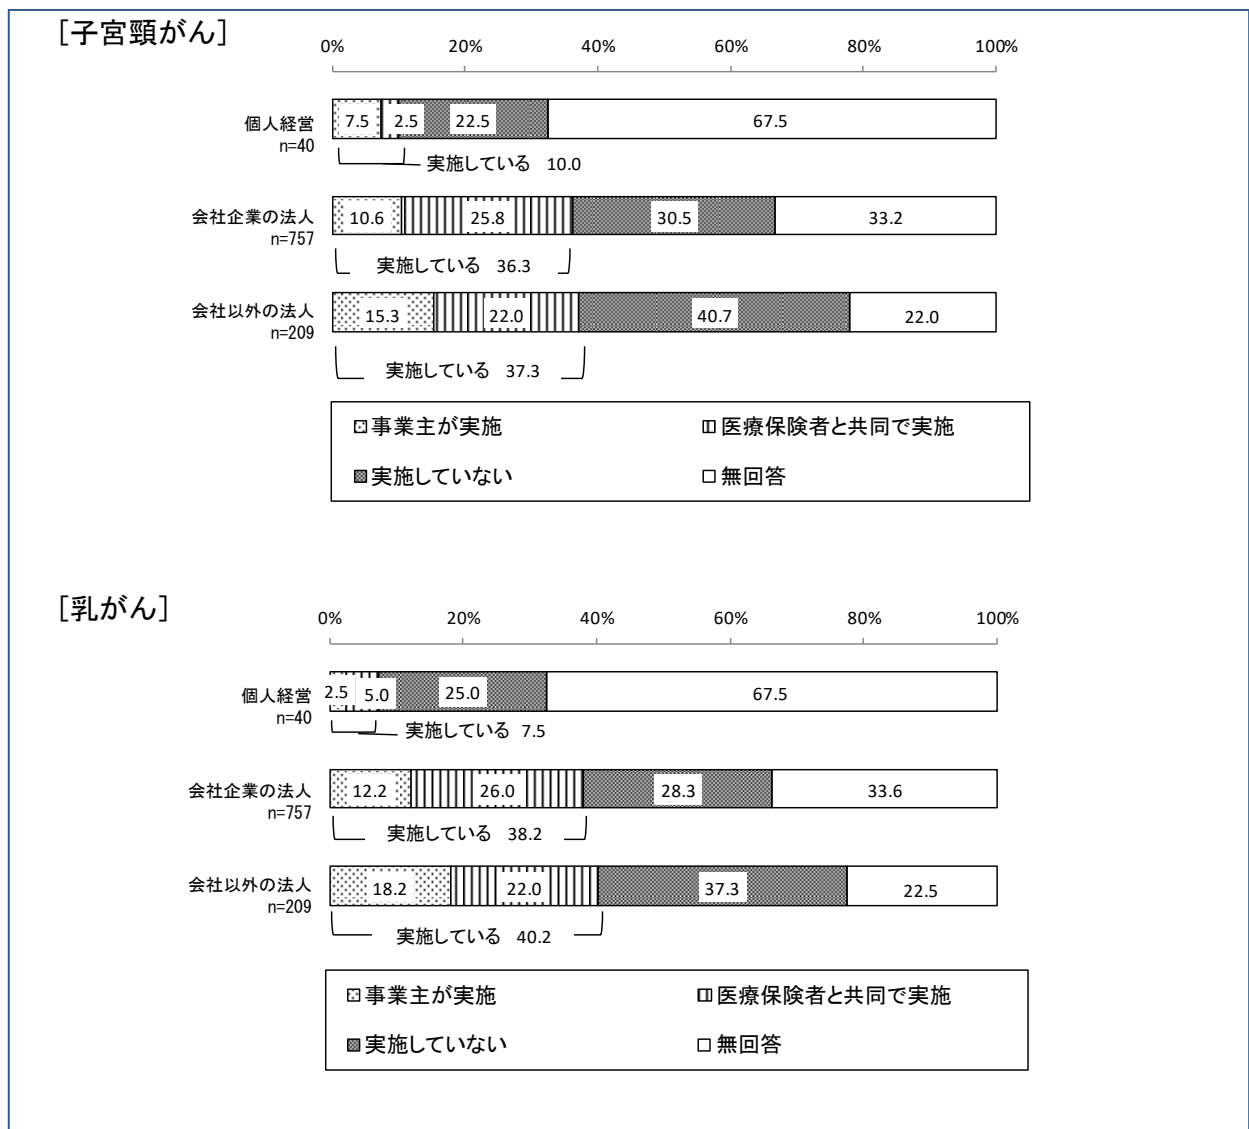 [子宮頸がん]
0% 20% 40% 60% 80% 100%
個人経営 7.5 2.5 22.5 67.5
n=40
実施している 10.0
会社企業の法人 10.6 25.8 30.5 33.2
n=757
実施している 36.3
会社以外の法人 15.3 22.0 40.7 22.0
n=209
実施している 37.3
事業主が実施 医療保険者と共同で実施
実施していない 無回答
[乳がん]
0% 20% 40% 60% 80% 100%
個人経営 2.5 5.0 25.0 67.5
n=40
実施している 7.5
会社企業の法人 12.2 26.0 28.3 33.6
n=757
実施している 38.2
会社以外の法人 18.2 22.0 37.3 22.5
n=209
実施している 40.2
事業主が実施 医療保険者と共同で実施
実施していない 無回答